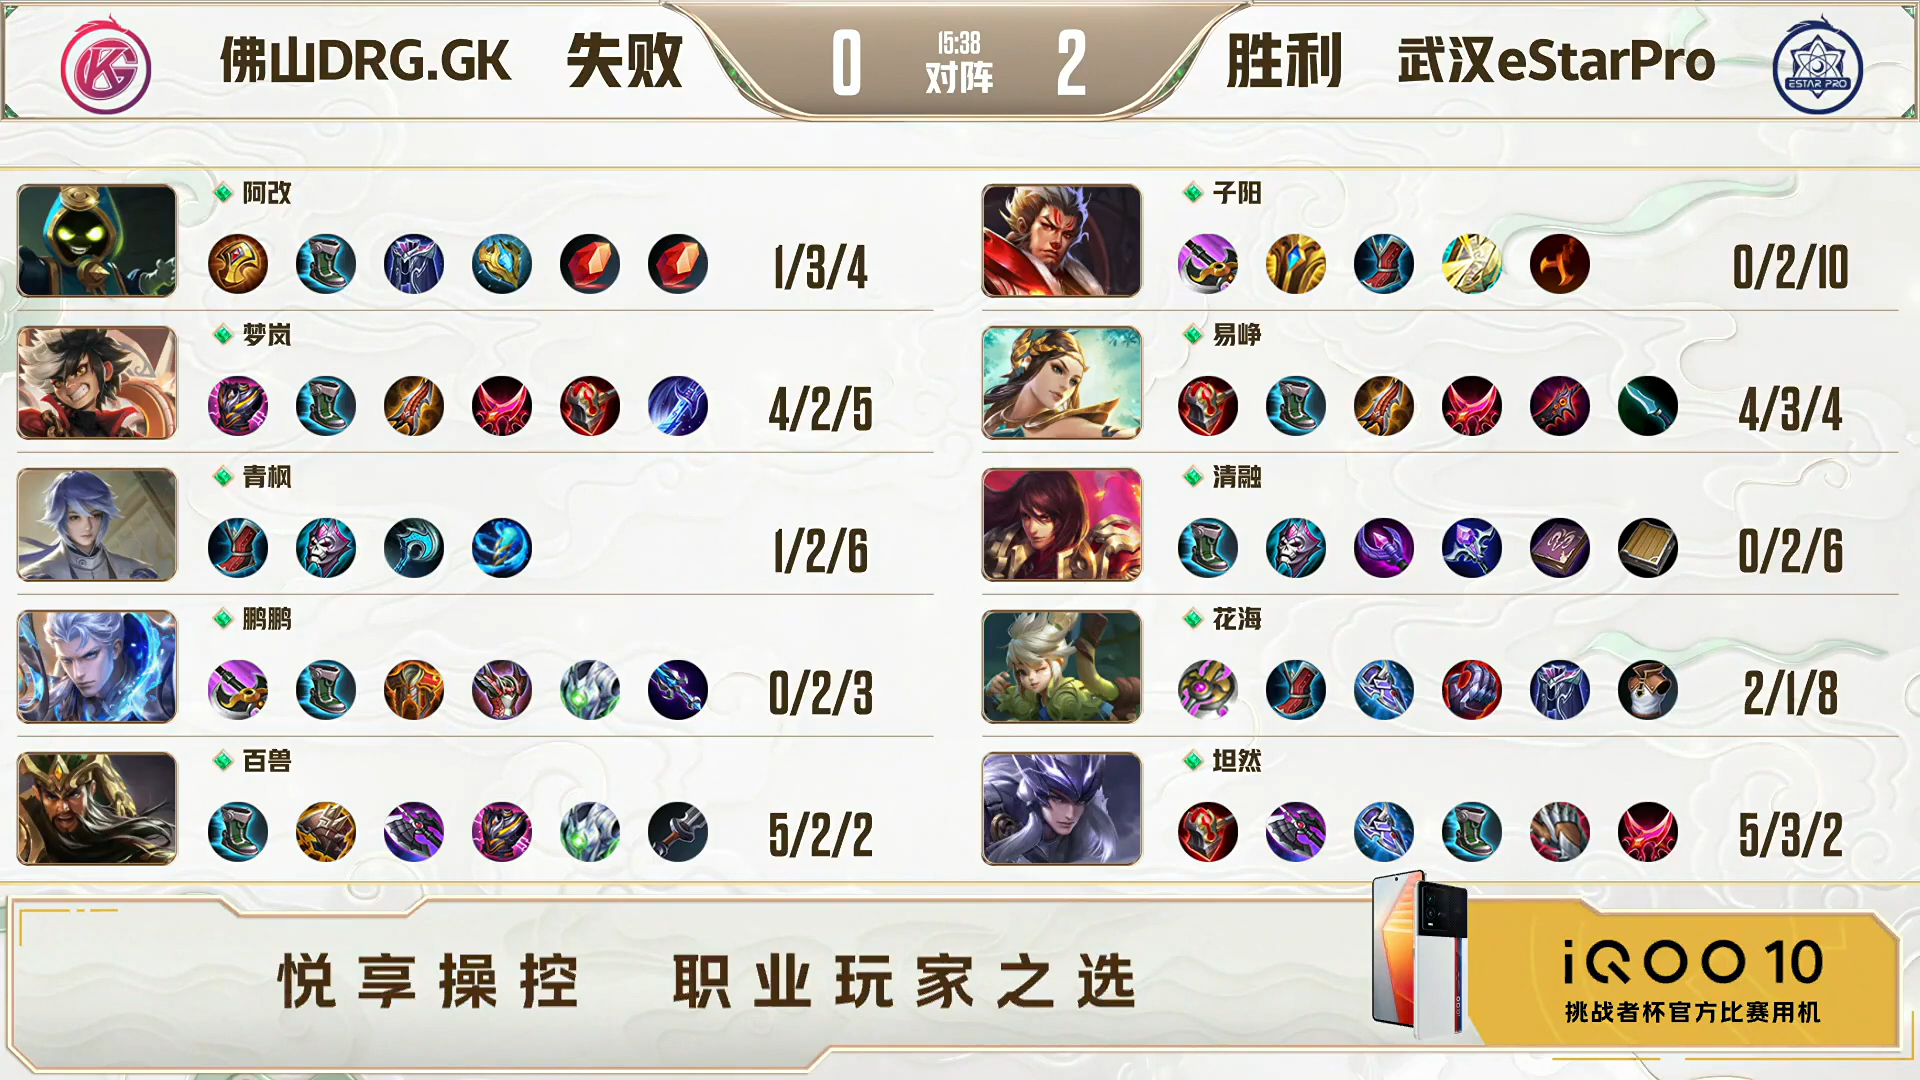 佛山DRG.GK 失败 0 15:38 2 胜利 武汉eStarPro
对阵
ESTAR PRO
阿改
1/3/4
梦岚
4/2/5
青枫
1/2/6
鹏鹏
0/2/3
百兽
5/2/2
子阳
0/2/10
易峥
4/3/4
清融
0/2/6
花海
2/1/8
坦然
5/3/2
悦享操控 职业玩家之选
iQOO 10
挑战者杯官方比赛用机